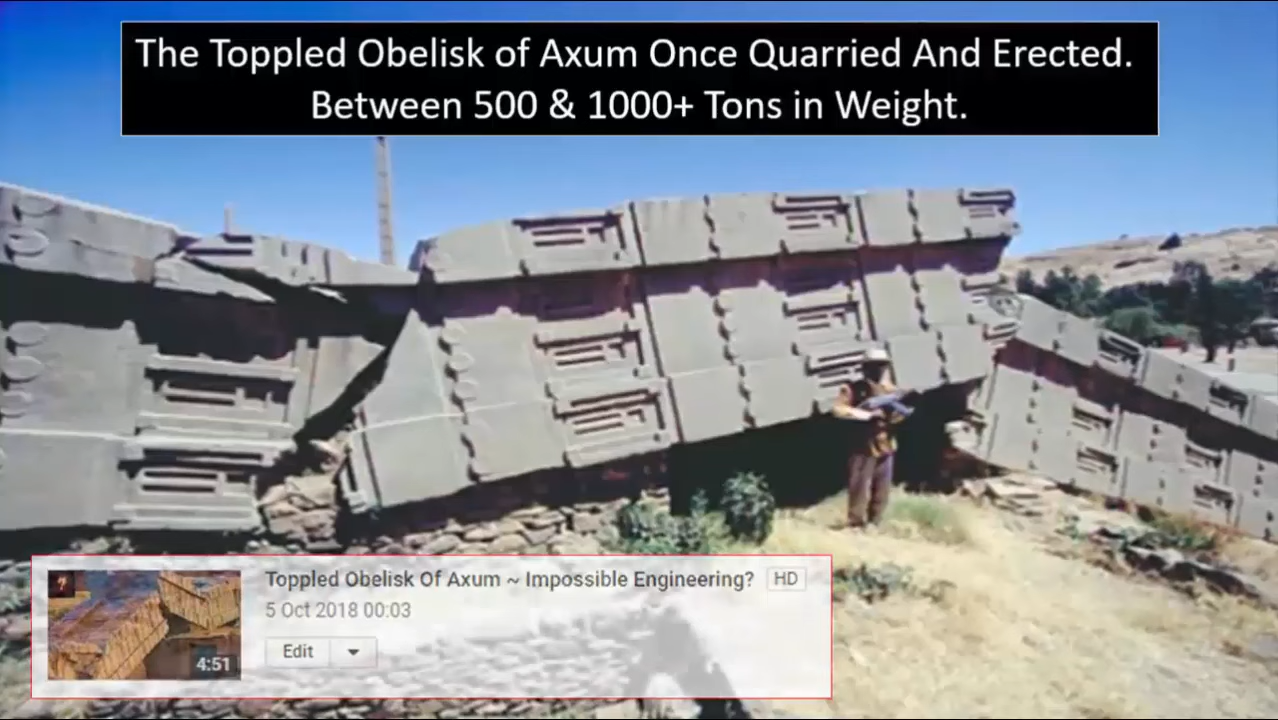 The Toppled Obelisk of Axum Once Quarried And Erected.
Between 500 & 1000+ Tons in Weight.
?
Toppled Obelisk Of Axum ~ Impossible Engineering? HD
5 Oct 2018 00:03
Edit
4:51